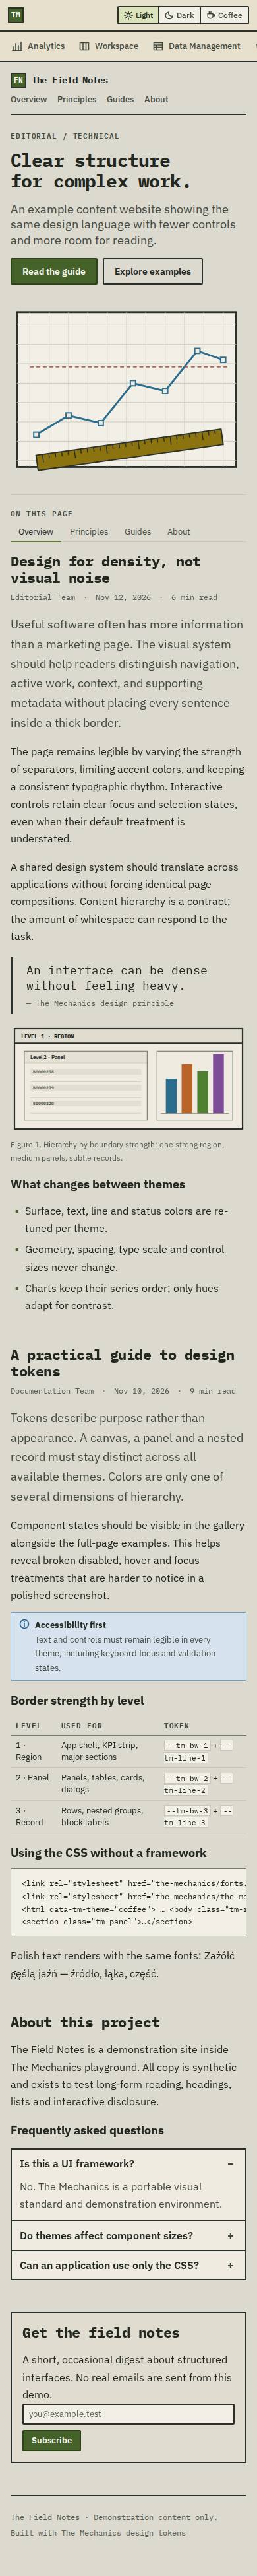 TM
Light
Dark
Coffee
Analytics
Workspace
Data Management
FN
The Field Notes
Overview
Principles
Guides
About
EDITORIAL / TECHNICAL
Clear structure
for complex work.
An example content website showing the
same design language with fewer controls
and more room for reading.
Read the guide
Explore examples
ON THIS PAGE
Overview
Principles
Guides
About
Design for density, not
visual noise
Editorial Team · Nov 12, 2026 · 6 min read
Useful software often has more information
than a marketing page. The visual system
should help readers distinguish navigation,
active work, context, and supporting
metadata without placing every sentence
inside a thick border.
The page remains legible by varying the strength
of separators, limiting accent colors, and keeping
a consistent typographic rhythm. Interactive
controls retain clear focus and selection states,
even when their default treatment is
understated.
A shared design system should translate across
applications without forcing identical page
compositions. Content hierarchy is a contract;
the amount of whitespace can respond to the
task.
An interface can be dense
without feeling heavy.
— The Mechanics design principle
LEVEL 1 · REGION
Level 2 · Panel
80000218
80000219
80000220
Figure 1. Hierarchy by boundary strength: one strong region,
medium panels, subtle records.
What changes between themes
▪ Surface, text, line and status colors are re-
tuned per theme.
▪ Geometry, spacing, type scale and control
sizes never change.
▪ Charts keep their series order; only hues
adapt for contrast.
A practical guide to design
tokens
Documentation Team · Nov 10, 2026 · 9 min read
Tokens describe purpose rather than
appearance. A canvas, a panel and a nested
record must stay distinct across all
available themes. Colors are only one of
several dimensions of hierarchy.
Component states should be visible in the gallery
alongside the full-page examples. This helps
reveal broken disabled, hover and focus
treatments that are harder to notice in a
polished screenshot.
Accessibility first
Text and controls must remain legible in every
theme, including keyboard focus and validation
states.
Border strength by level
LEVEL USED FOR TOKEN
1 · Region App shell, KPI strip, major sections --tm-bw-1 + --tm-line-1
2 · Panel Panels, tables, cards, dialogs --tm-bw-2 + --tm-line-2
3 · Record Rows, nested groups, block labels --tm-bw-3 + --tm-line-3
Using the CSS without a framework
<link rel="stylesheet" href="the-mechanics/fonts.
<link rel="stylesheet" href="the-mechanics/the-me
<html data-tm-theme="coffee"> … <body class="tm-r
<section class="tm-panel">…</section>
Polish text renders with the same fonts: Zażółć
gęślą jaźń — źródło, łąka, część.
About this project
The Field Notes is a demonstration site inside
The Mechanics playground. All copy is synthetic
and exists to test long-form reading, headings,
lists and interactive disclosure.
Frequently asked questions
Is this a UI framework? −
No. The Mechanics is a portable visual
standard and demonstration environment.
Do themes affect component sizes? +
Can an application use only the CSS? +
Get the field notes
A short, occasional digest about structured
interfaces. No real emails are sent from this
demo.
you@example.test
Subscribe
The Field Notes · Demonstration content only.
Built with The Mechanics design tokens